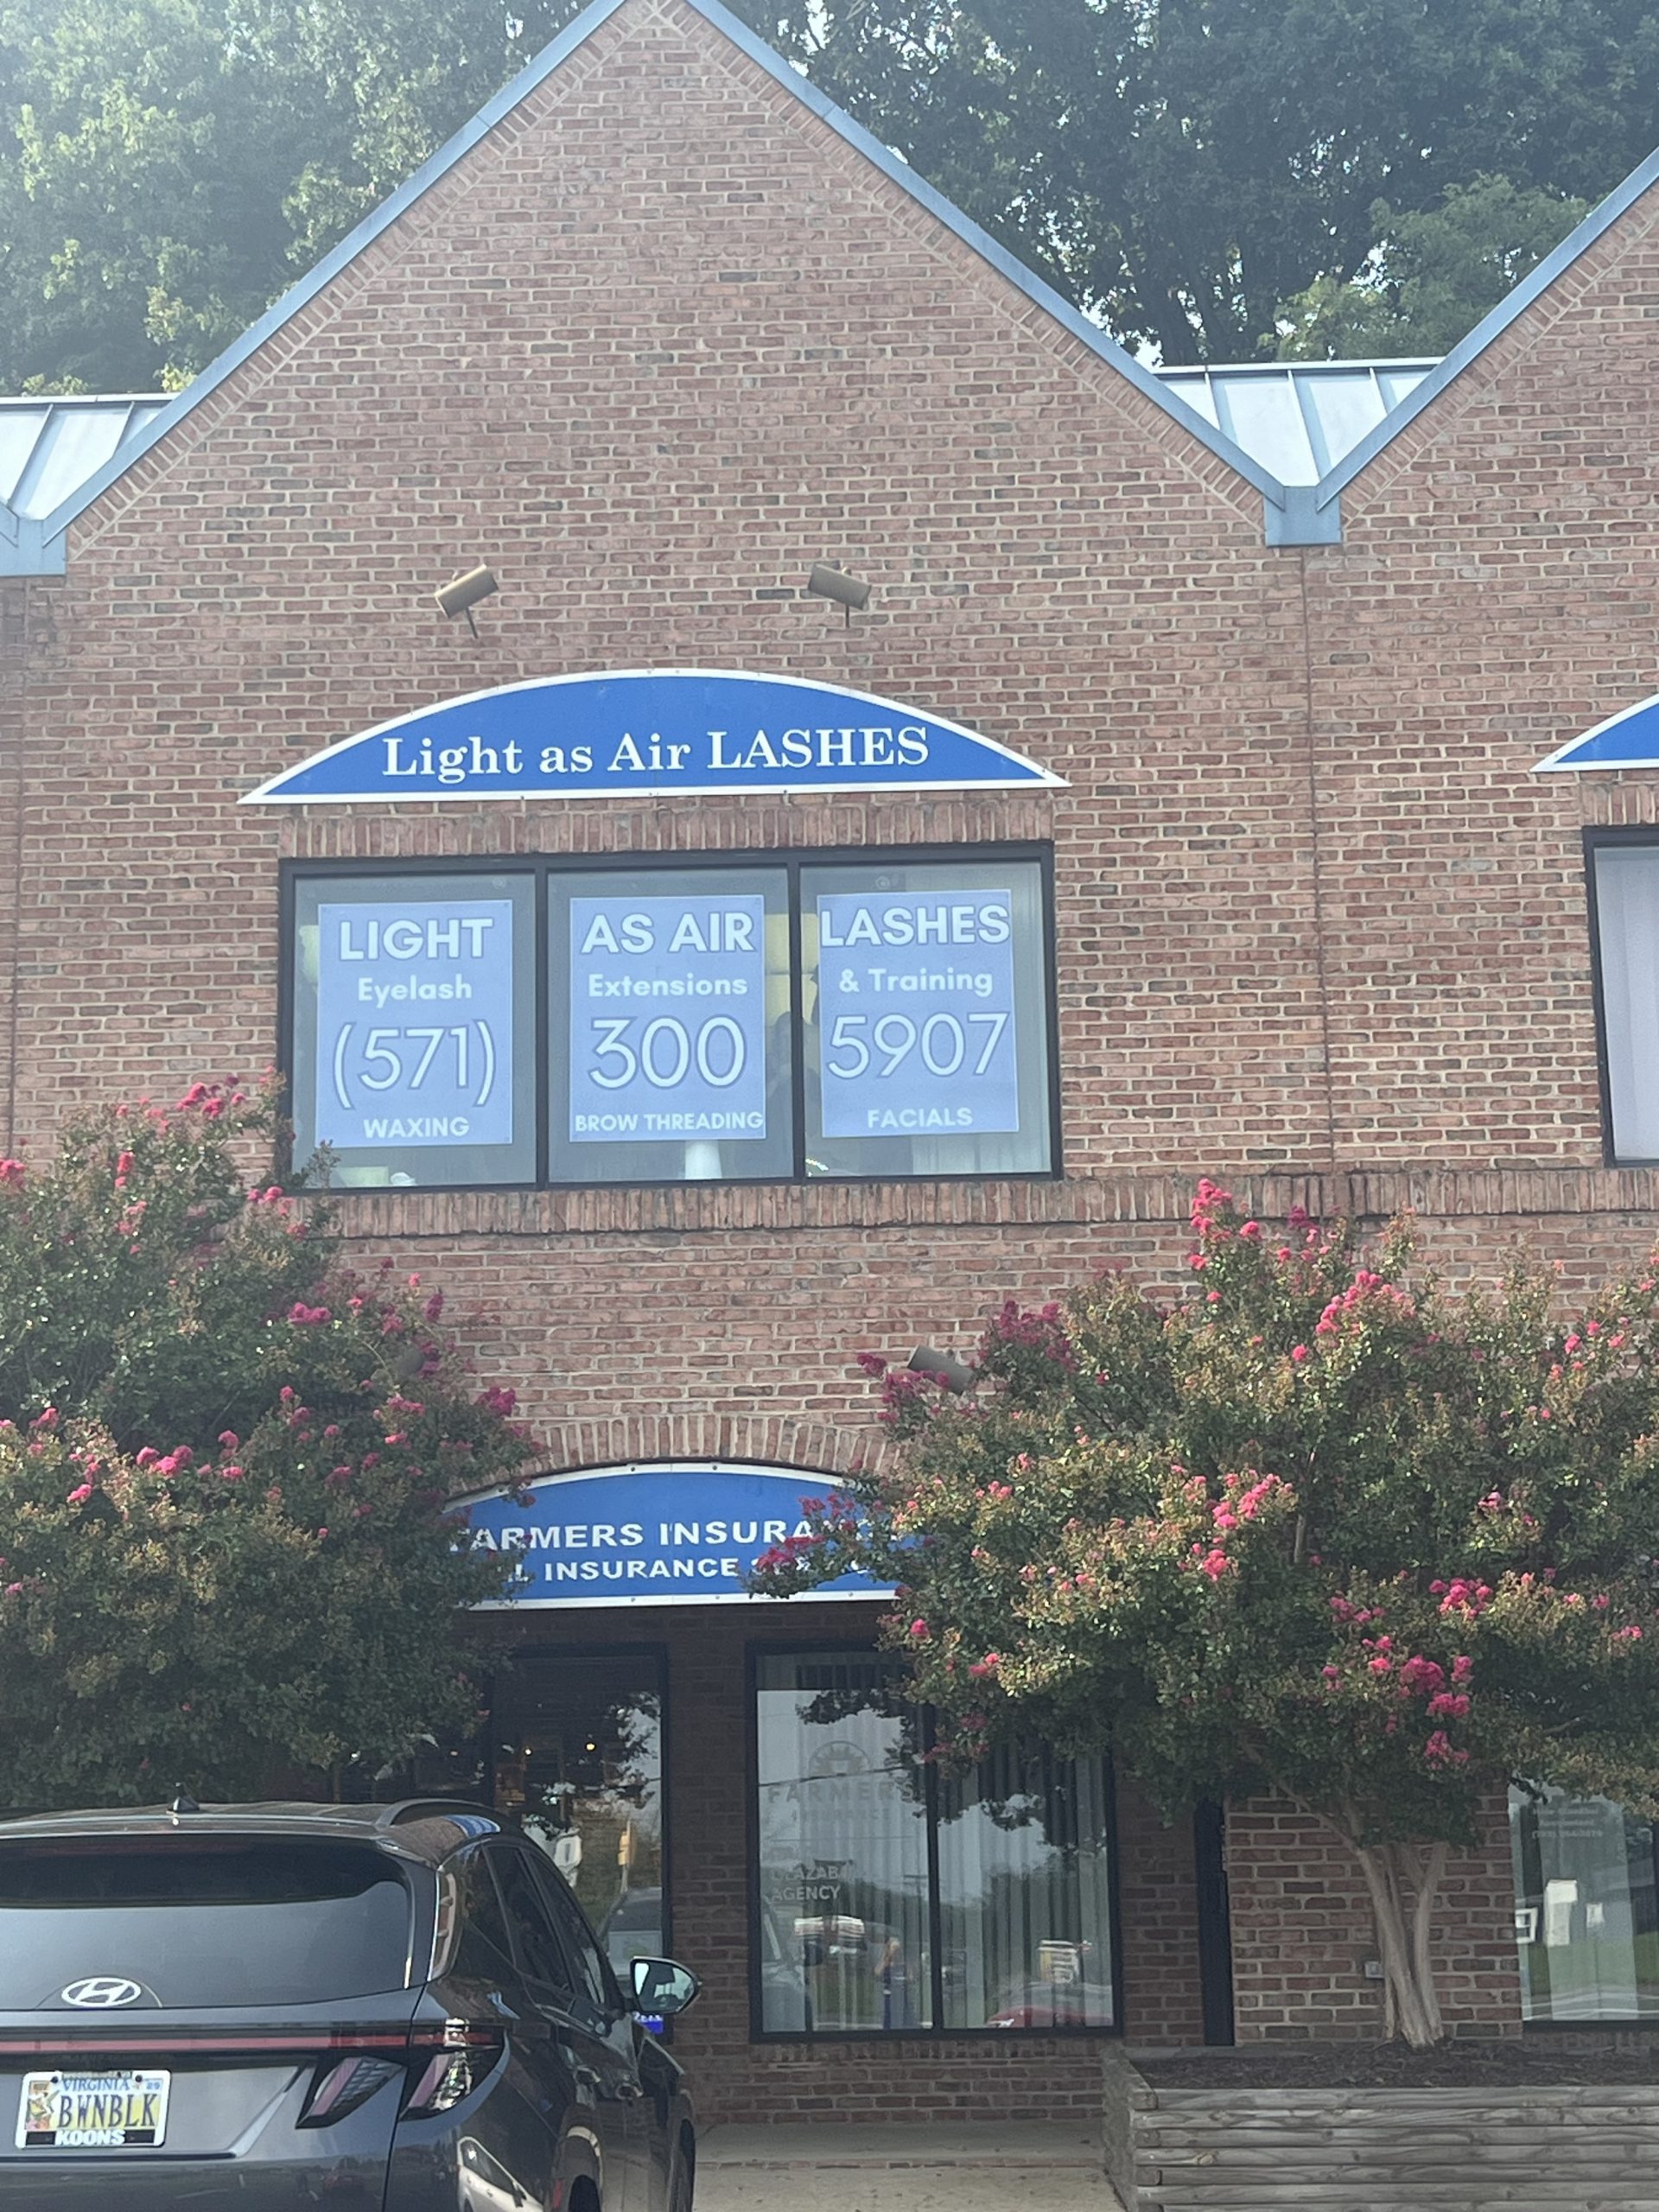 Light as Air LASHES
LIGHT
Eyelash
(571)
WAXING
AS AIR
Extensions
300
BROW THREADING
LASHES
& Training
5907
FACIALS
FARMERS INSURA
INSURANCE
FARMERS
AGENCY
VIRGINIA
BWNBLK
KOONS